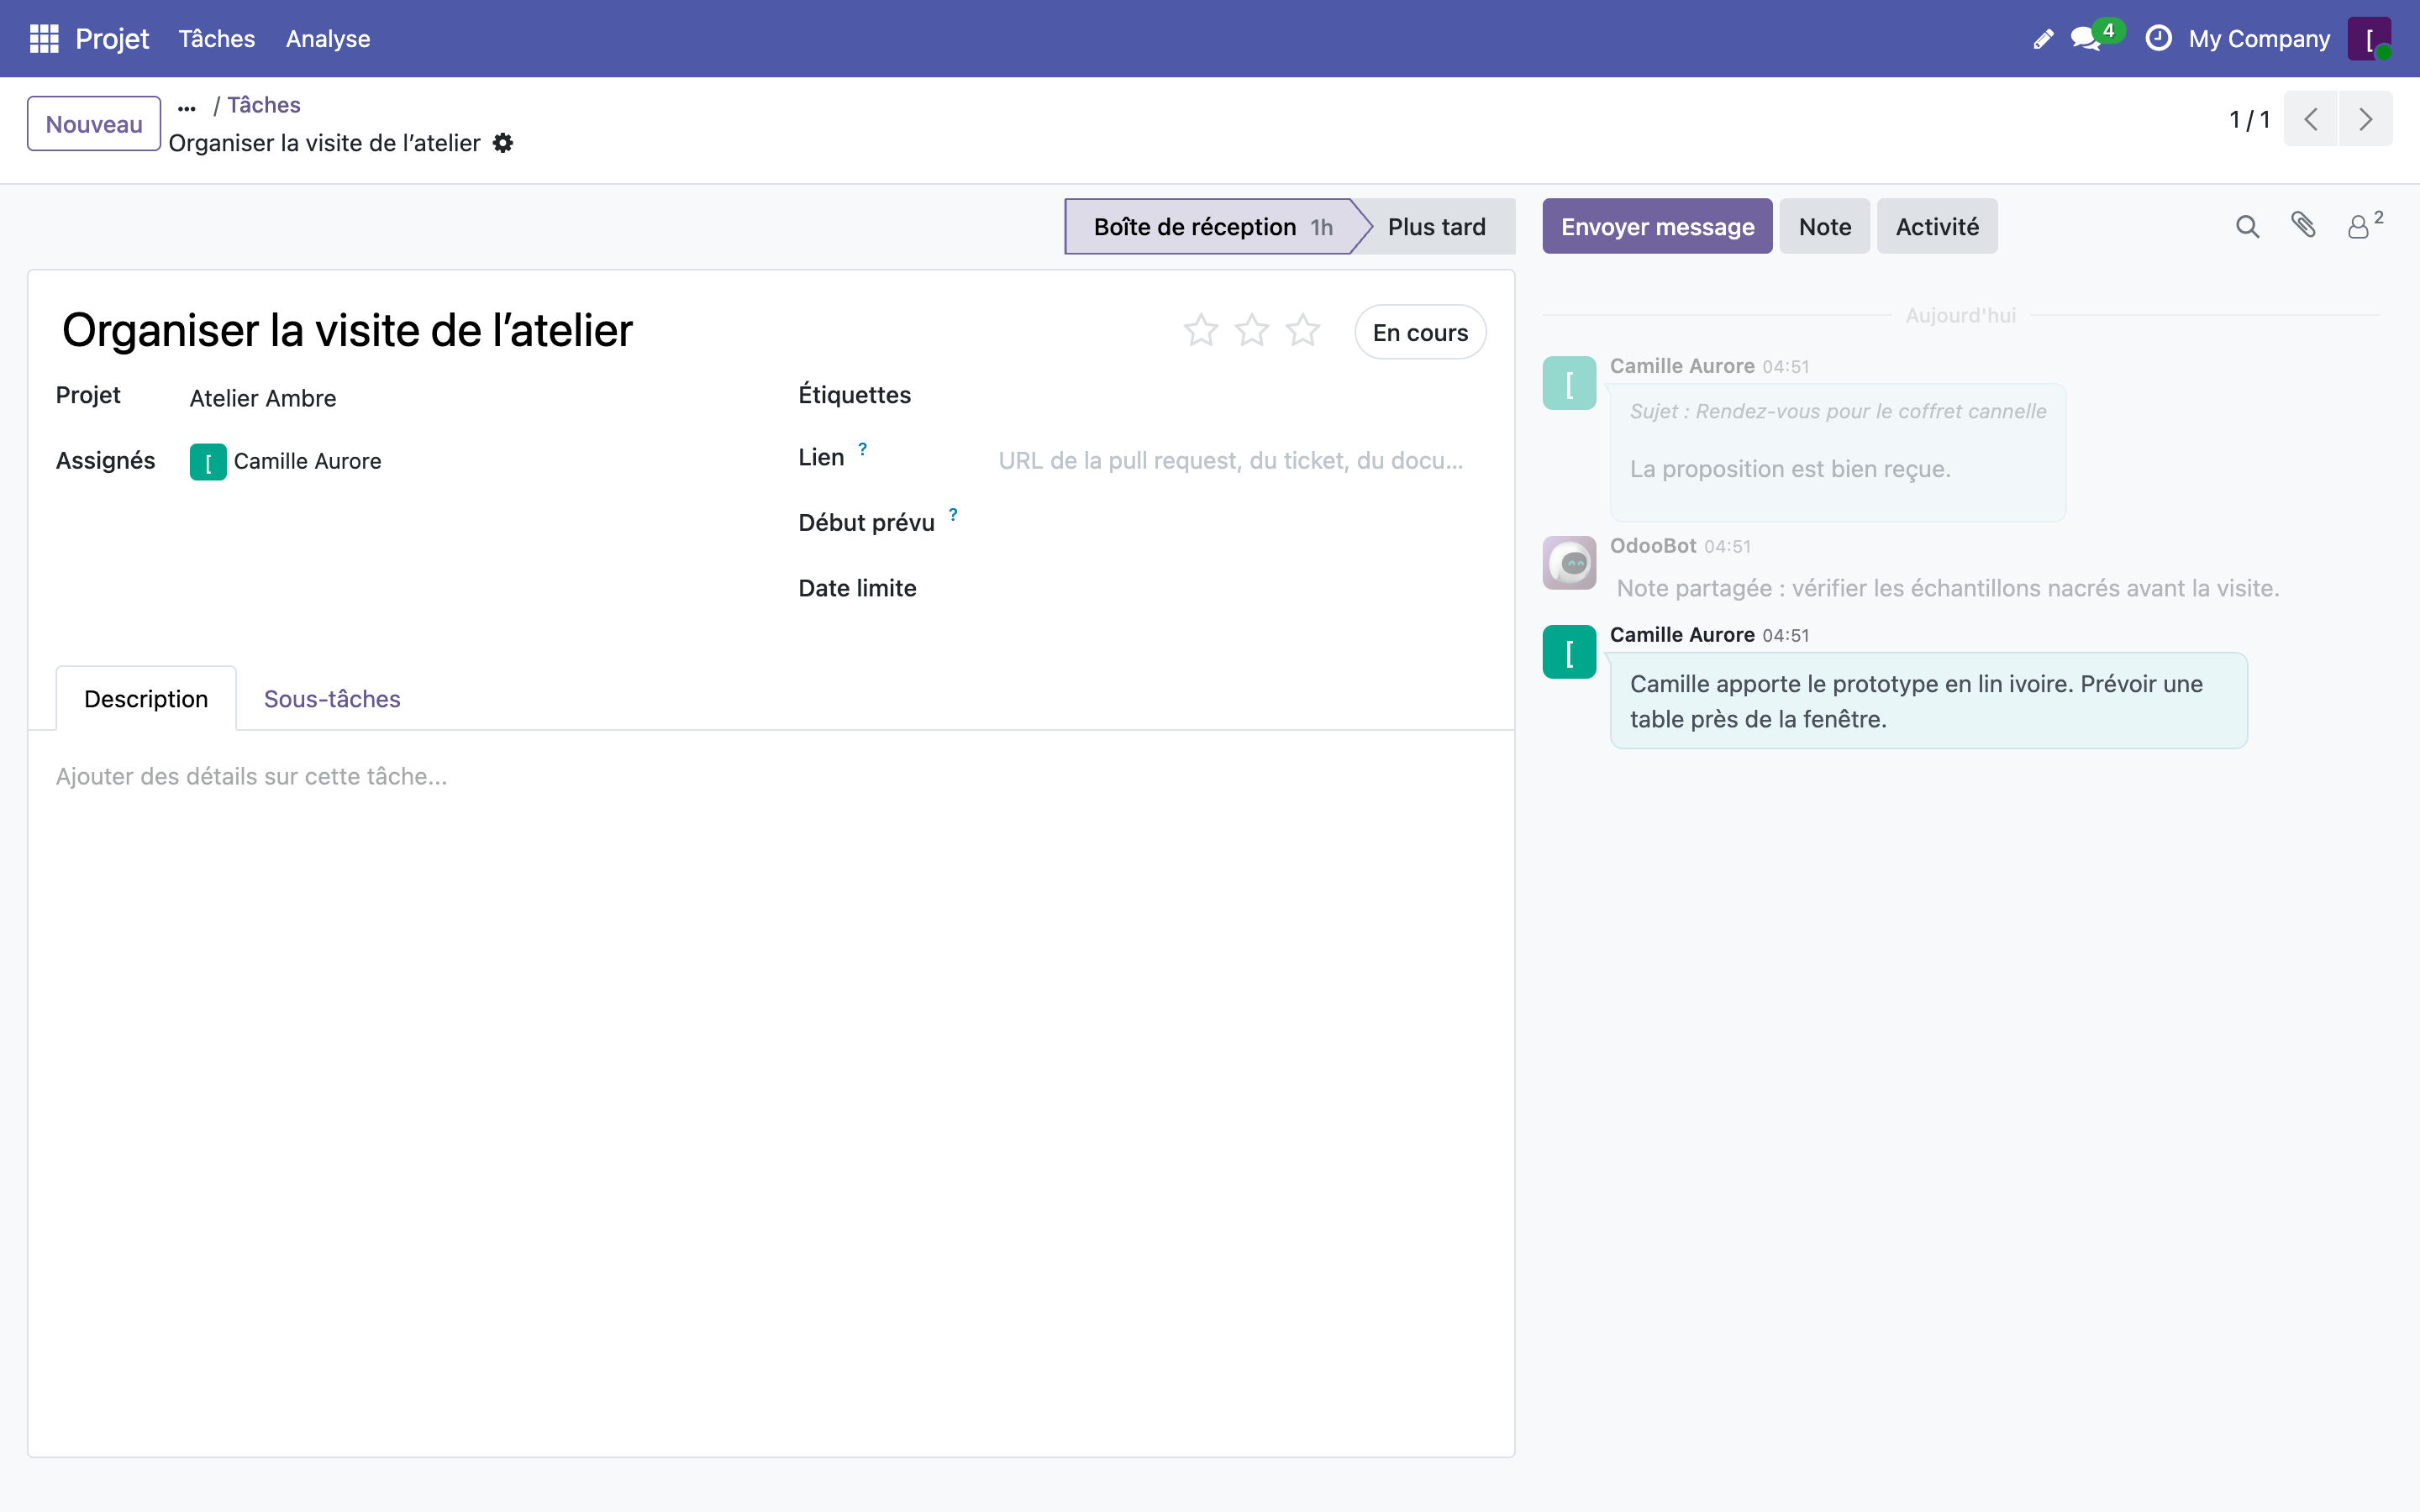 Projet Tâches Analyse
4 My Company [
Nouveau
... / Tâches
Organiser la visite de l’atelier
1 / 1
Boîte de réception 1h Plus tard
Envoyer message Note Activité
2
Organiser la visite de l’atelier
En cours
Projet Atelier Ambre
Assignés [ Camille Aurore
Étiquettes
Lien ? URL de la pull request, du ticket, du docu...
Début prévu ?
Date limite
Description Sous-tâches
Ajouter des détails sur cette tâche...
Aujourd'hui
[ Camille Aurore 04:51
Sujet : Rendez-vous pour le coffret cannelle
La proposition est bien reçue.
OdooBot 04:51
Note partagée : vérifier les échantillons nacrés avant la visite.
[ Camille Aurore 04:51
Camille apporte le prototype en lin ivoire. Prévoir une
table près de la fenêtre.